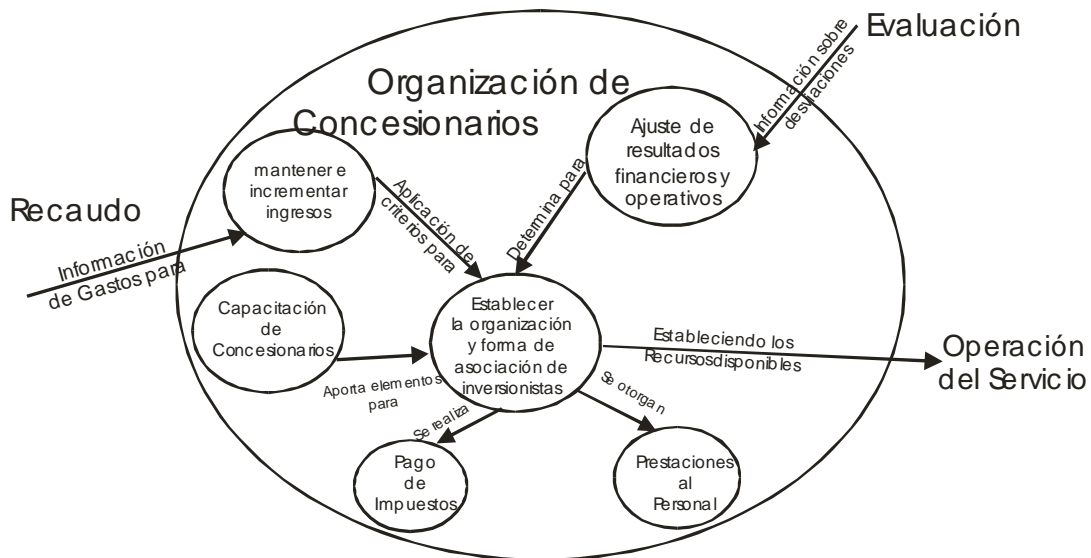 Evaluación
Información sobre
desviaciones
Organización de
Concesionarios
Ajuste de
resultados
financieros y
operativos
mantener e
incrementar
ingresos
Aplicación de
criterios para
Determina para
Recaudo
Información
de Gastos para
Capacitación
de
Concesionarios
Establecer
la organización
y forma de
asociación de
inversionistas
Estableciendo los
Recursos disponibles
Operación
del Servicio
Aporta elementos
para
Se realiza
Se otorgan
Pago
de
Impuestos
Prestaciones
al
Personal